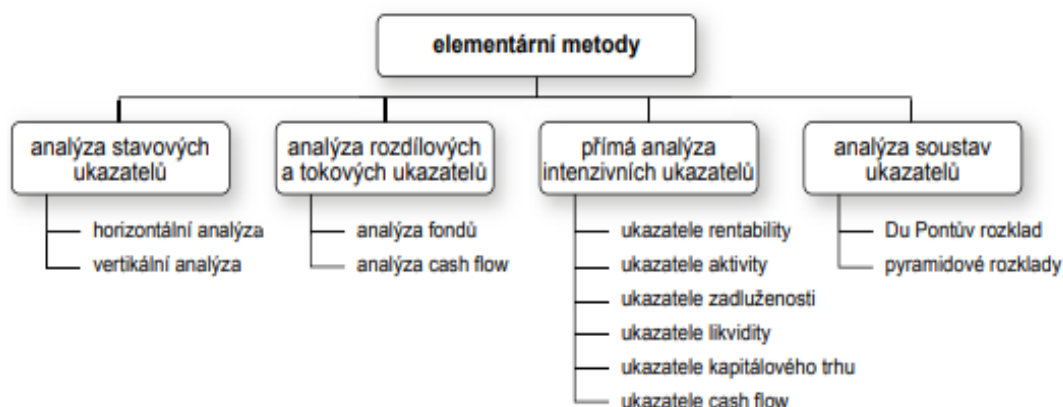 elementární metody
analýza stavových
ukazatelů
horizontální analýza
vertikální analýza
analýza rozdílových
a tokových ukazatelů
analýza fondů
analýza cash flow
přímá analýza
intenzivních ukazatelů
ukazatele rentability
ukazatele aktivity
ukazatele zadluženosti
ukazatele likvidity
ukazatele kapitálového trhu
ukazatele cash flow
analýza soustav
ukazatelů
Du Pontův rozklad
pyramidové rozklady